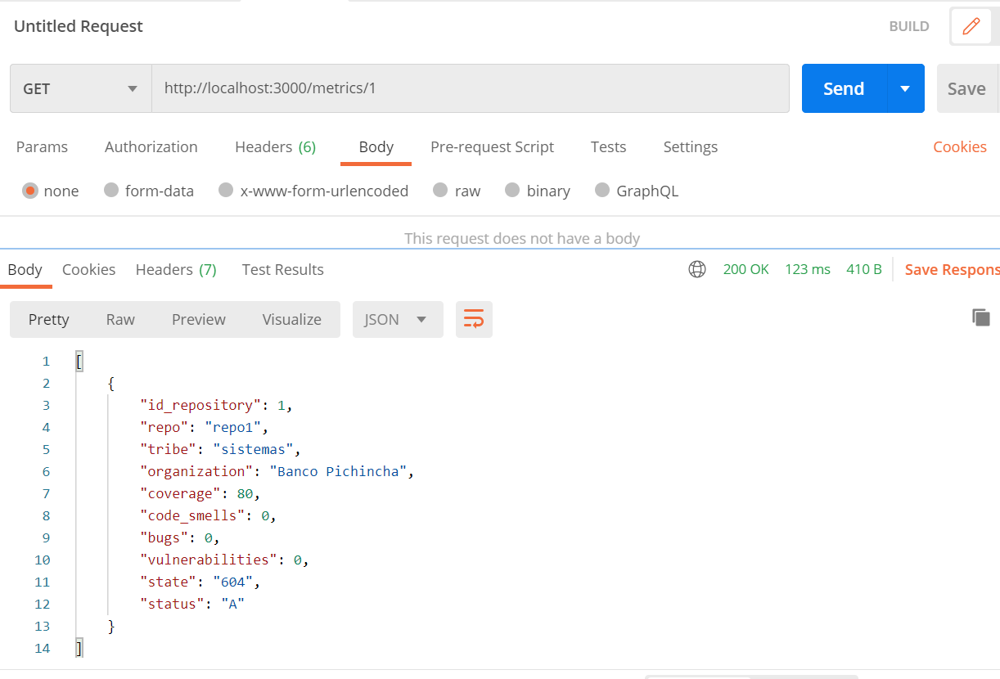 Untitled Request
BUILD
GET
http://localhost:3000/metrics/1
Send
Save
Params Authorization Headers (6) Body Pre-request Script Tests Settings Cookies
none form-data x-www-form-urlencoded raw binary GraphQL
This request does not have a body
Body Cookies Headers (7) Test Results 200 OK 123 ms 410 B Save Respons
Pretty Raw Preview Visualize JSON
1 [
2 {
3 "id_repository": 1,
4 "repo": "repo1",
5 "tribe": "sistemas",
6 "organization": "Banco Pichincha",
7 "coverage": 80,
8 "code_smells": 0,
9 "bugs": 0,
10 "vulnerabilities": 0,
11 "state": "604",
12 "status": "A"
13 }
14 ]